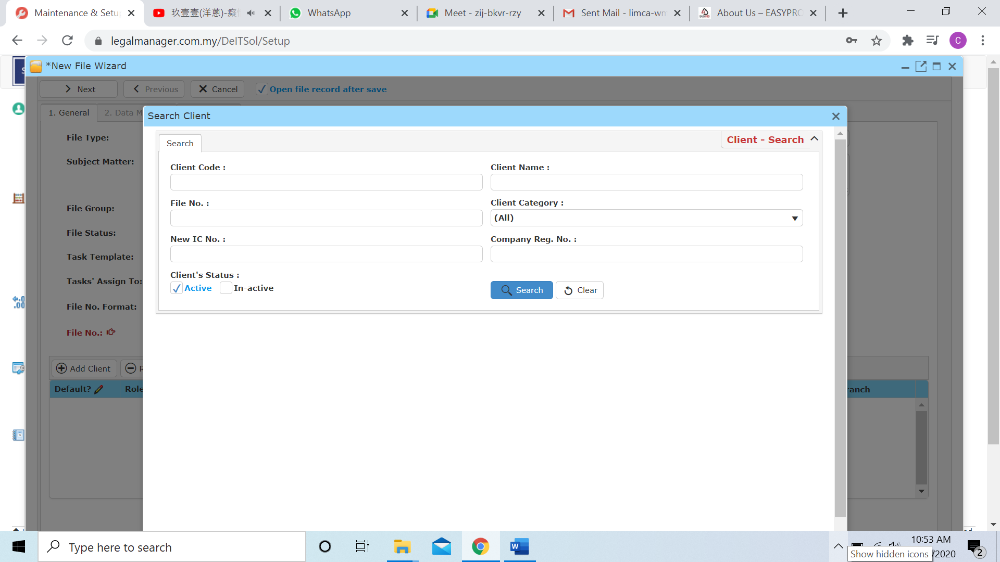 Maintenance & Setu
玖壹壹(洋蔥)-癡
WhatsApp
Meet - zij-bkvr-rzy
Sent Mail - limca-wm
About Us – EASYPRO
legalmanager.com.my/DeITSol/Setup
C
*New File Wizard
Next
Previous
Cancel
Open file record after save
1. General
2. Data M
Search Client
File Type:
Subject Matter:
File Group:
File Status:
Task Template:
Tasks' Assign To:
File No. Format:
File No.:
Add Client
Default?
Role
ranch
Search
Client - Search
Client Code :
Client Name :
File No. :
Client Category :
(All)
New IC No. :
Company Reg. No. :
Client's Status :
Active
In-active
Search
Clear
Type here to search
10:53 AM
/2020
Show hidden icons
2